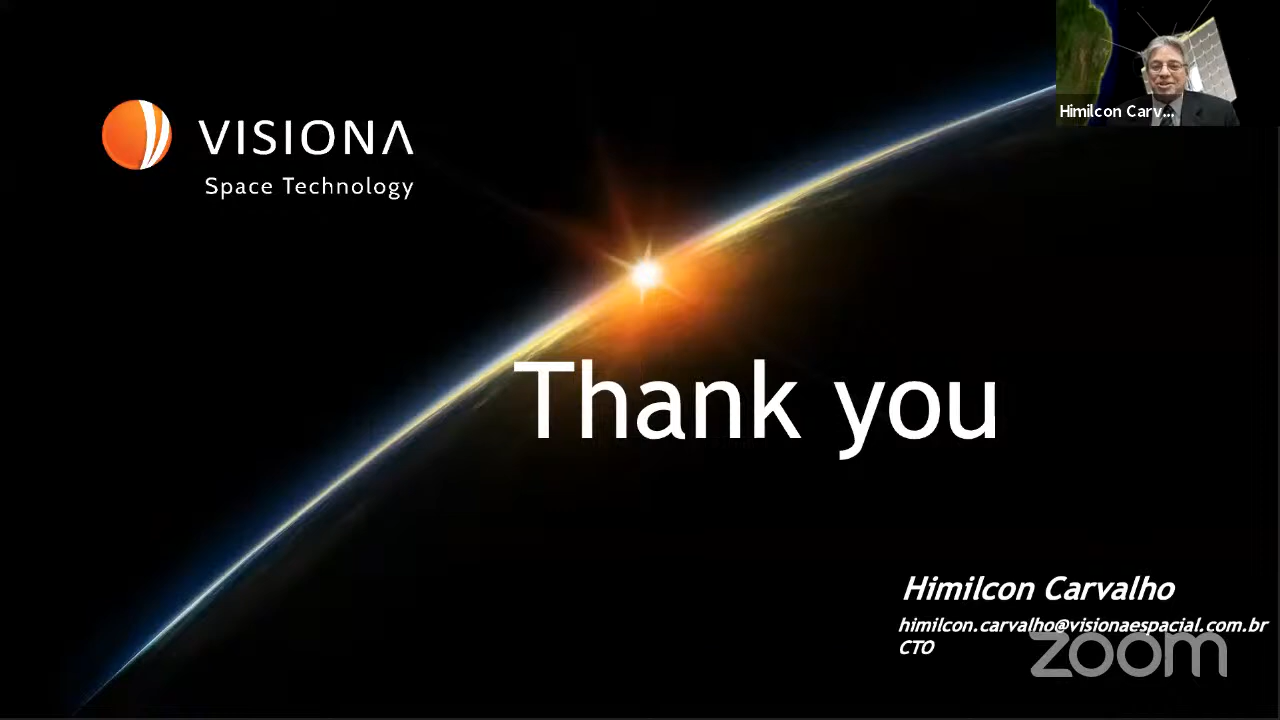 Himilcon Carv...
VISIONA
Space Technology
Thank you
Himilcon Carvalho
himilcon.carvalho@visionaespacial.com.br
CTO
zoom